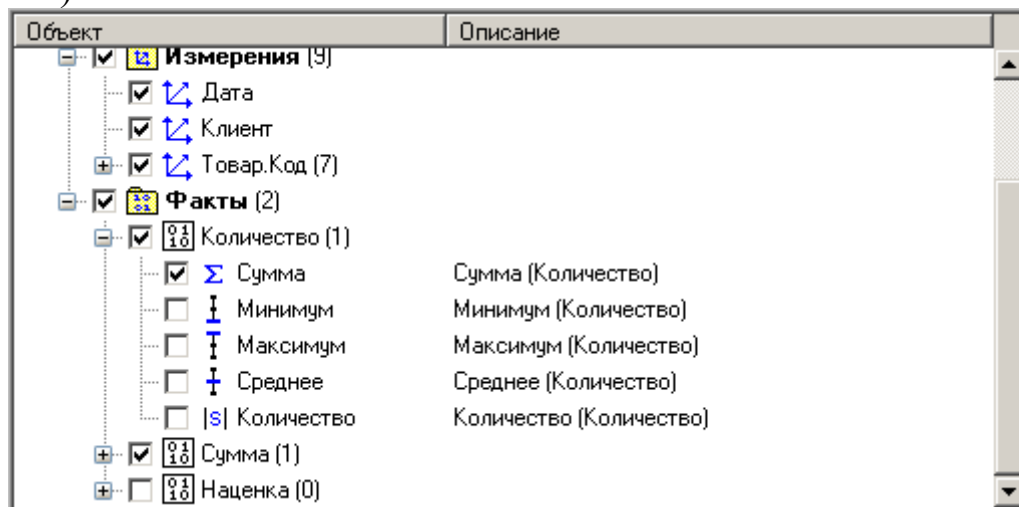 Объект Описание
Измерения (9)
Дата
Клиент
Товар.Код (7)
Факты (2)
Количество (1)
Сумма Сумма (Количество)
Минимум Минимум (Количество)
Максимум Максимум (Количество)
Среднее Среднее (Количество)
|s| Количество Количество (Количество)
Сумма (1)
Наценка (0)